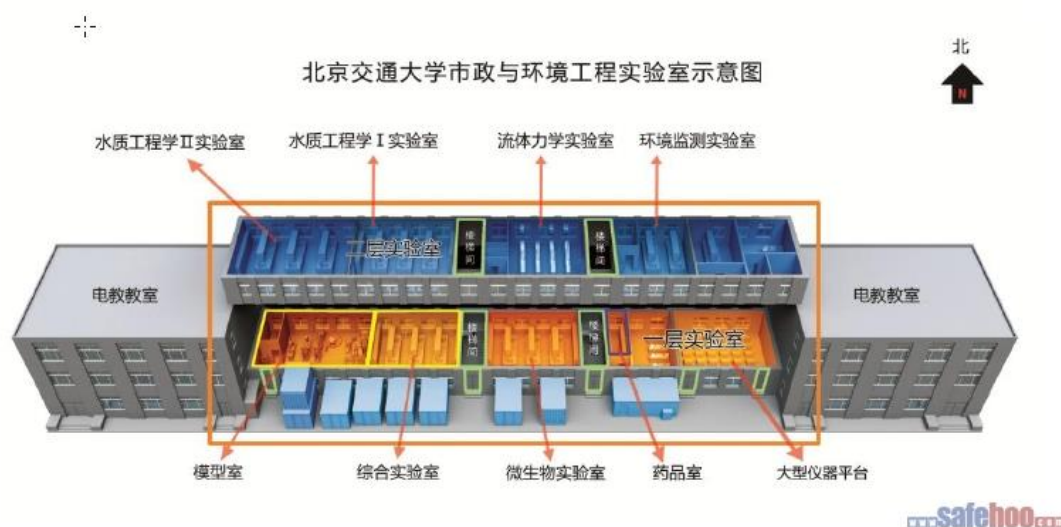 北
N
北京交通大学市政与环境工程实验室示意图
水质工程学Ⅱ实验室
水质工程学Ⅰ实验室
流体力学实验室
环境监测实验室
二层实验室
楼梯间
楼梯间
电教教室
电教教室
楼梯间
楼梯间
一层实验室
模型室
综合实验室
微生物实验室
药品室
大型仪器平台
safehoo